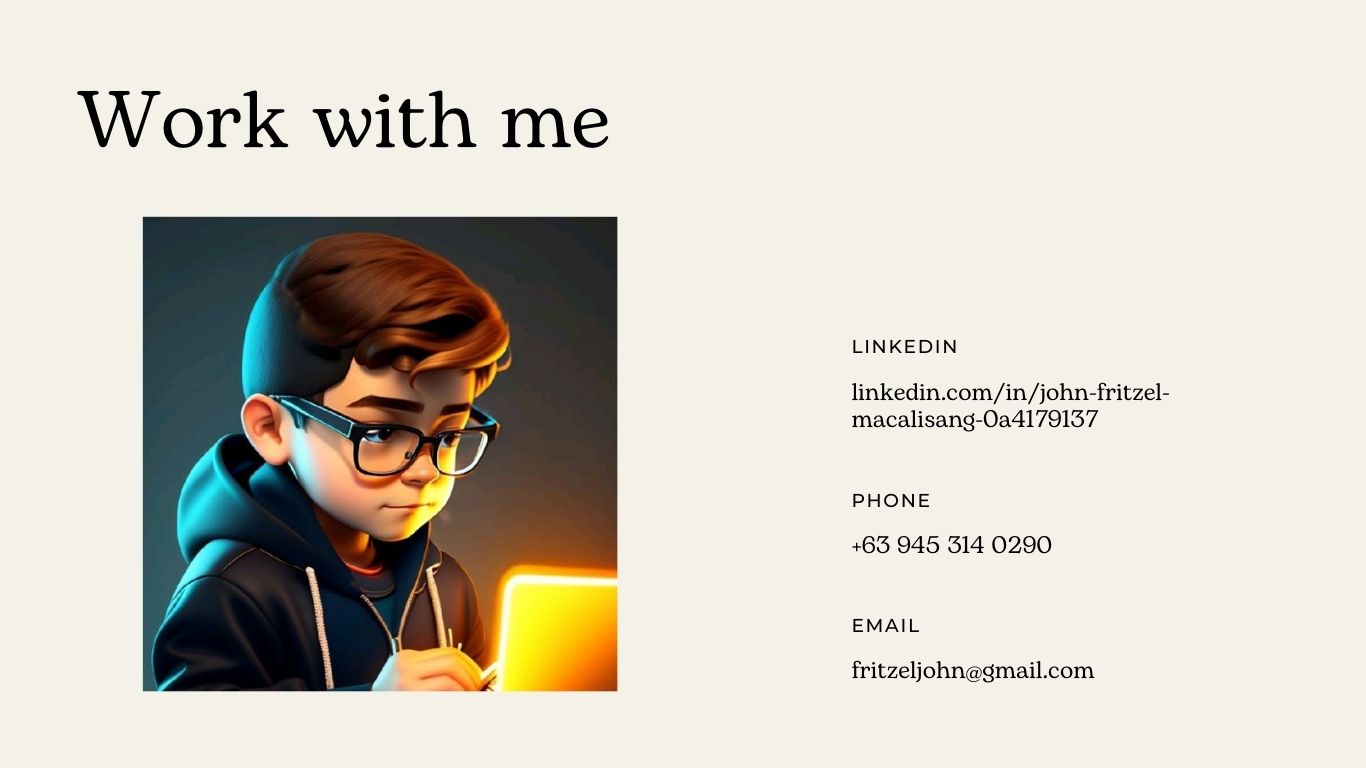 Work with me
LINKEDIN
linkedin.com/in/john-fritzel-
macalisang-0a4179137
PHONE
+63 945 314 0290
EMAIL
fritzeljohn@gmail.com